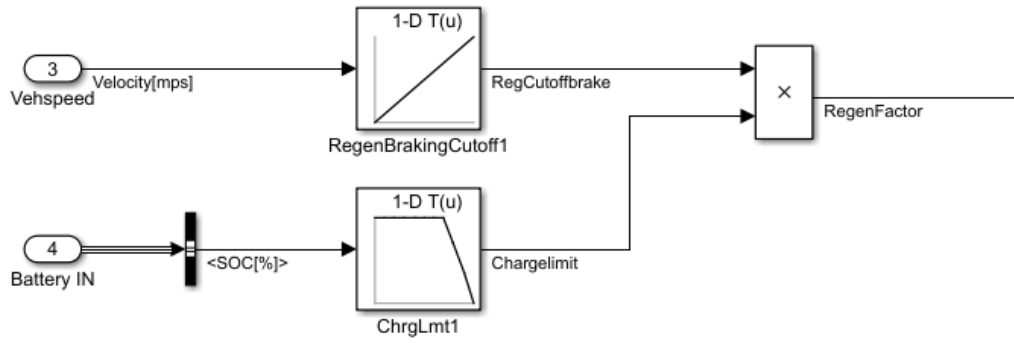 1-D T(u)
3
Velocity[mps]
Vehspeed
RegCutoffbrake
RegenBrakingCutoff1
×
RegenFactor
1-D T(u)
4
<SOC[%]>
Battery IN
Chargelimit
ChrgLmt1